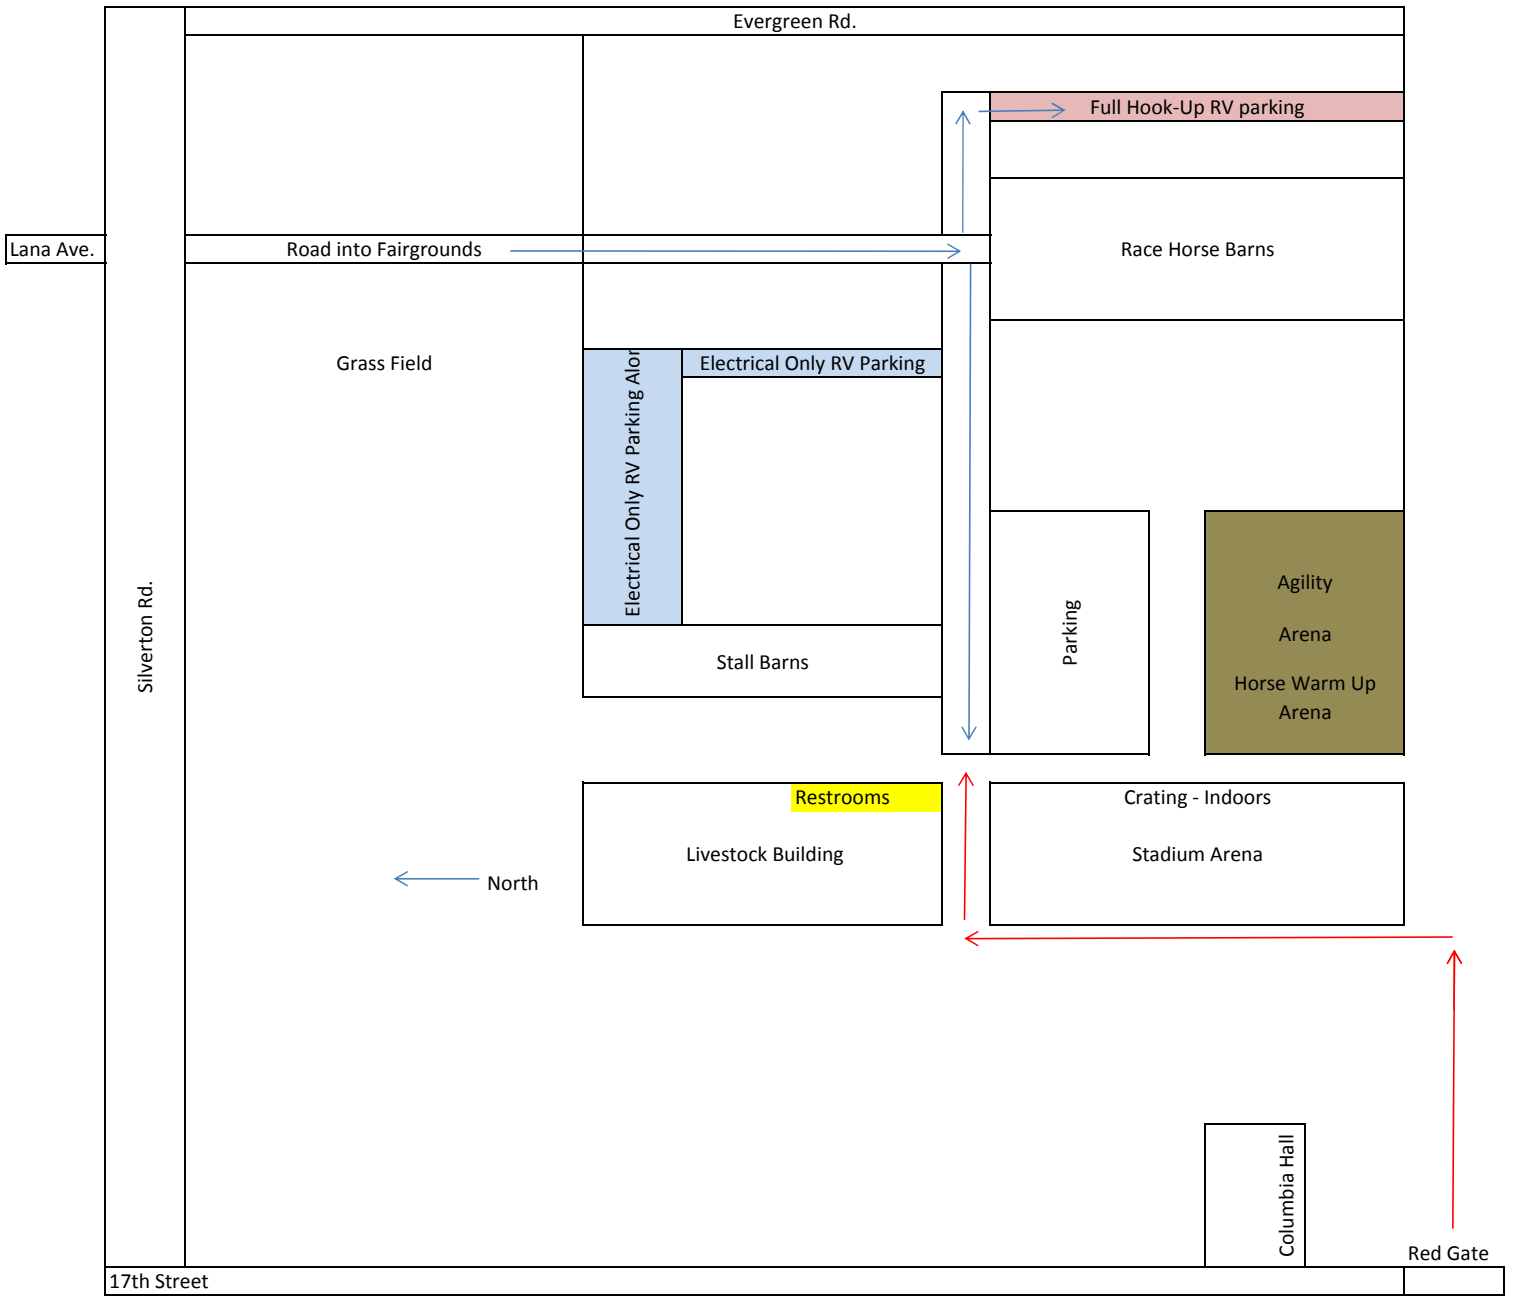 Evergreen Rd.
Full Hook-Up RV parking
Lana Ave.
Road into Fairgrounds
Race Horse Barns
Grass Field
Electrical Only RV Parking Alor
Electrical Only RV Parking
Silverton Rd.
Stall Barns
Parking
Agility
Arena
Horse Warm Up
Arena
Restrooms
Livestock Building
Crating - Indoors
Stadium Arena
North
Columbia Hall
Red Gate
17th Street